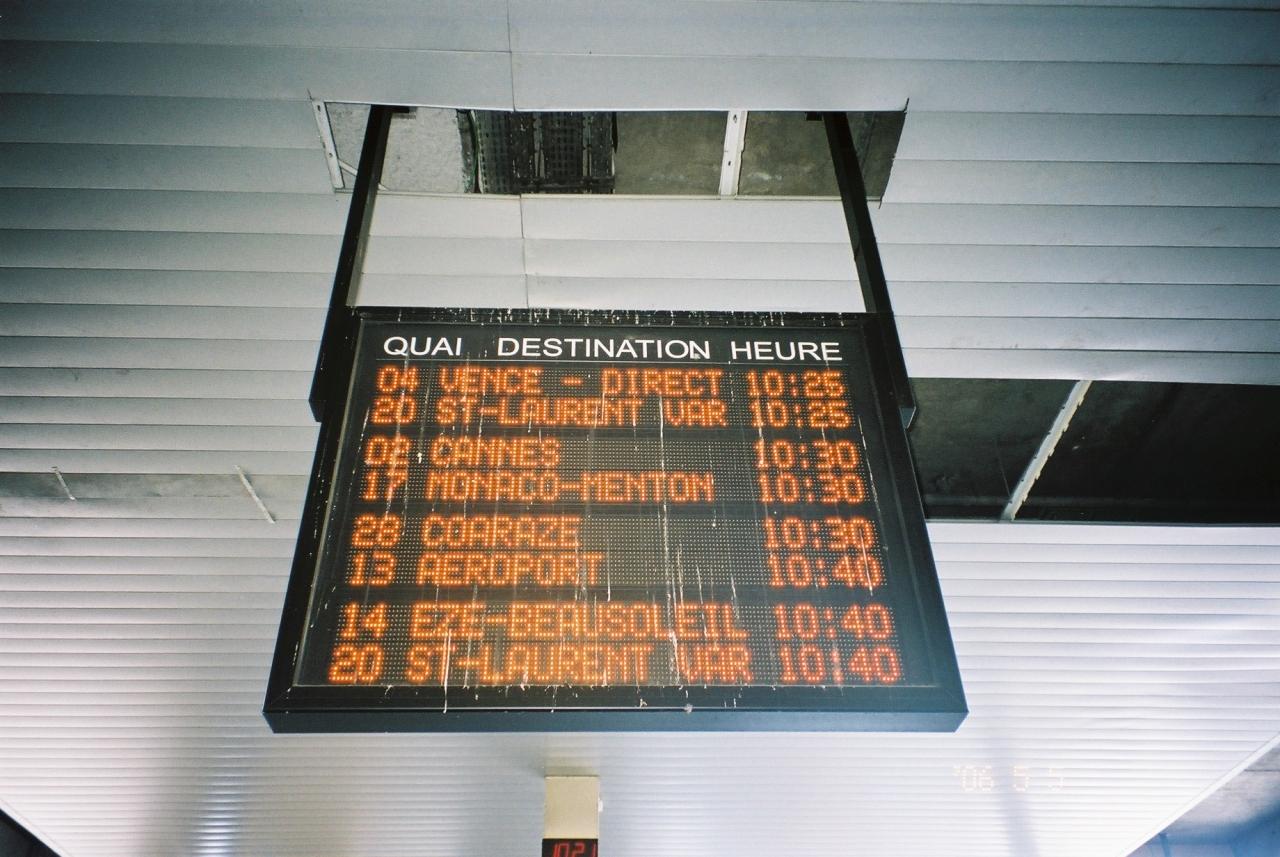 QUAI DESTINATION HEURE
04 VENCE - DIRECT 10:25
20 ST-LAURENT VAR 10:25
02 CANNES 10:30
17 MONACO-MENTON 10:30
28 COARAZE 10:30
13 AEROPORT 10:40
14 EZE-BEAUSOLEIL 10:40
20 ST-LAURENT VAR 10:40
'06 5 5
10:21